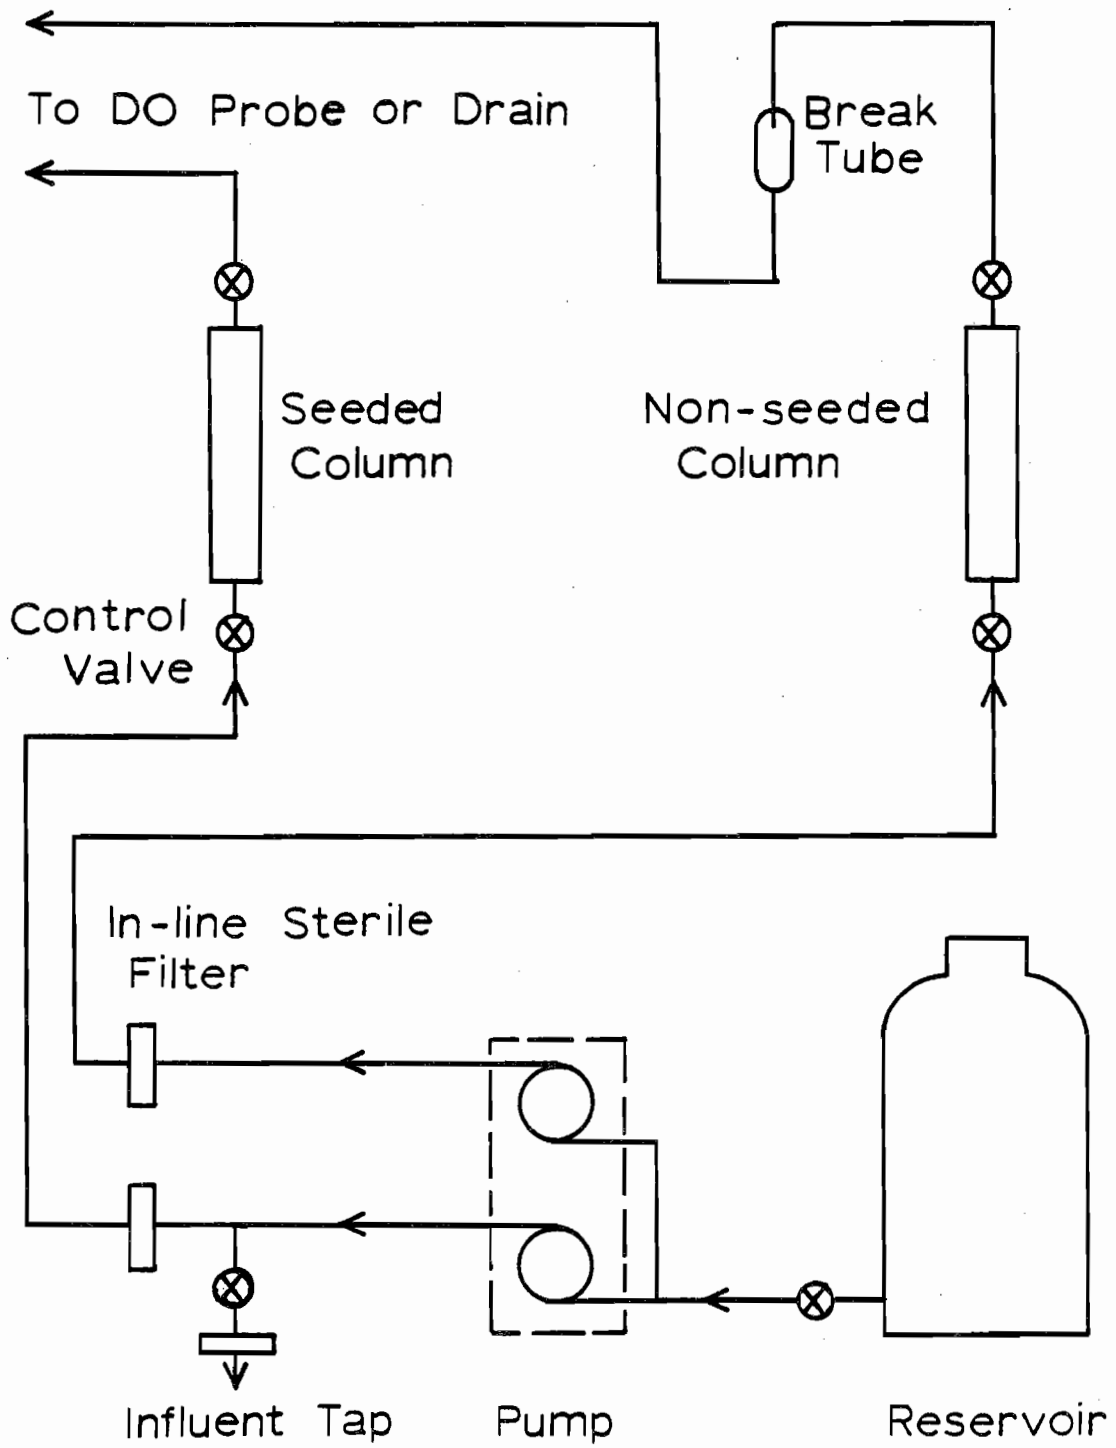 To DO Probe or Drain
Break
Tube
Seeded
Column
Non-seeded
Column
Control
Valve
In-line Sterile
Filter
Influent Tap
Pump
Reservoir